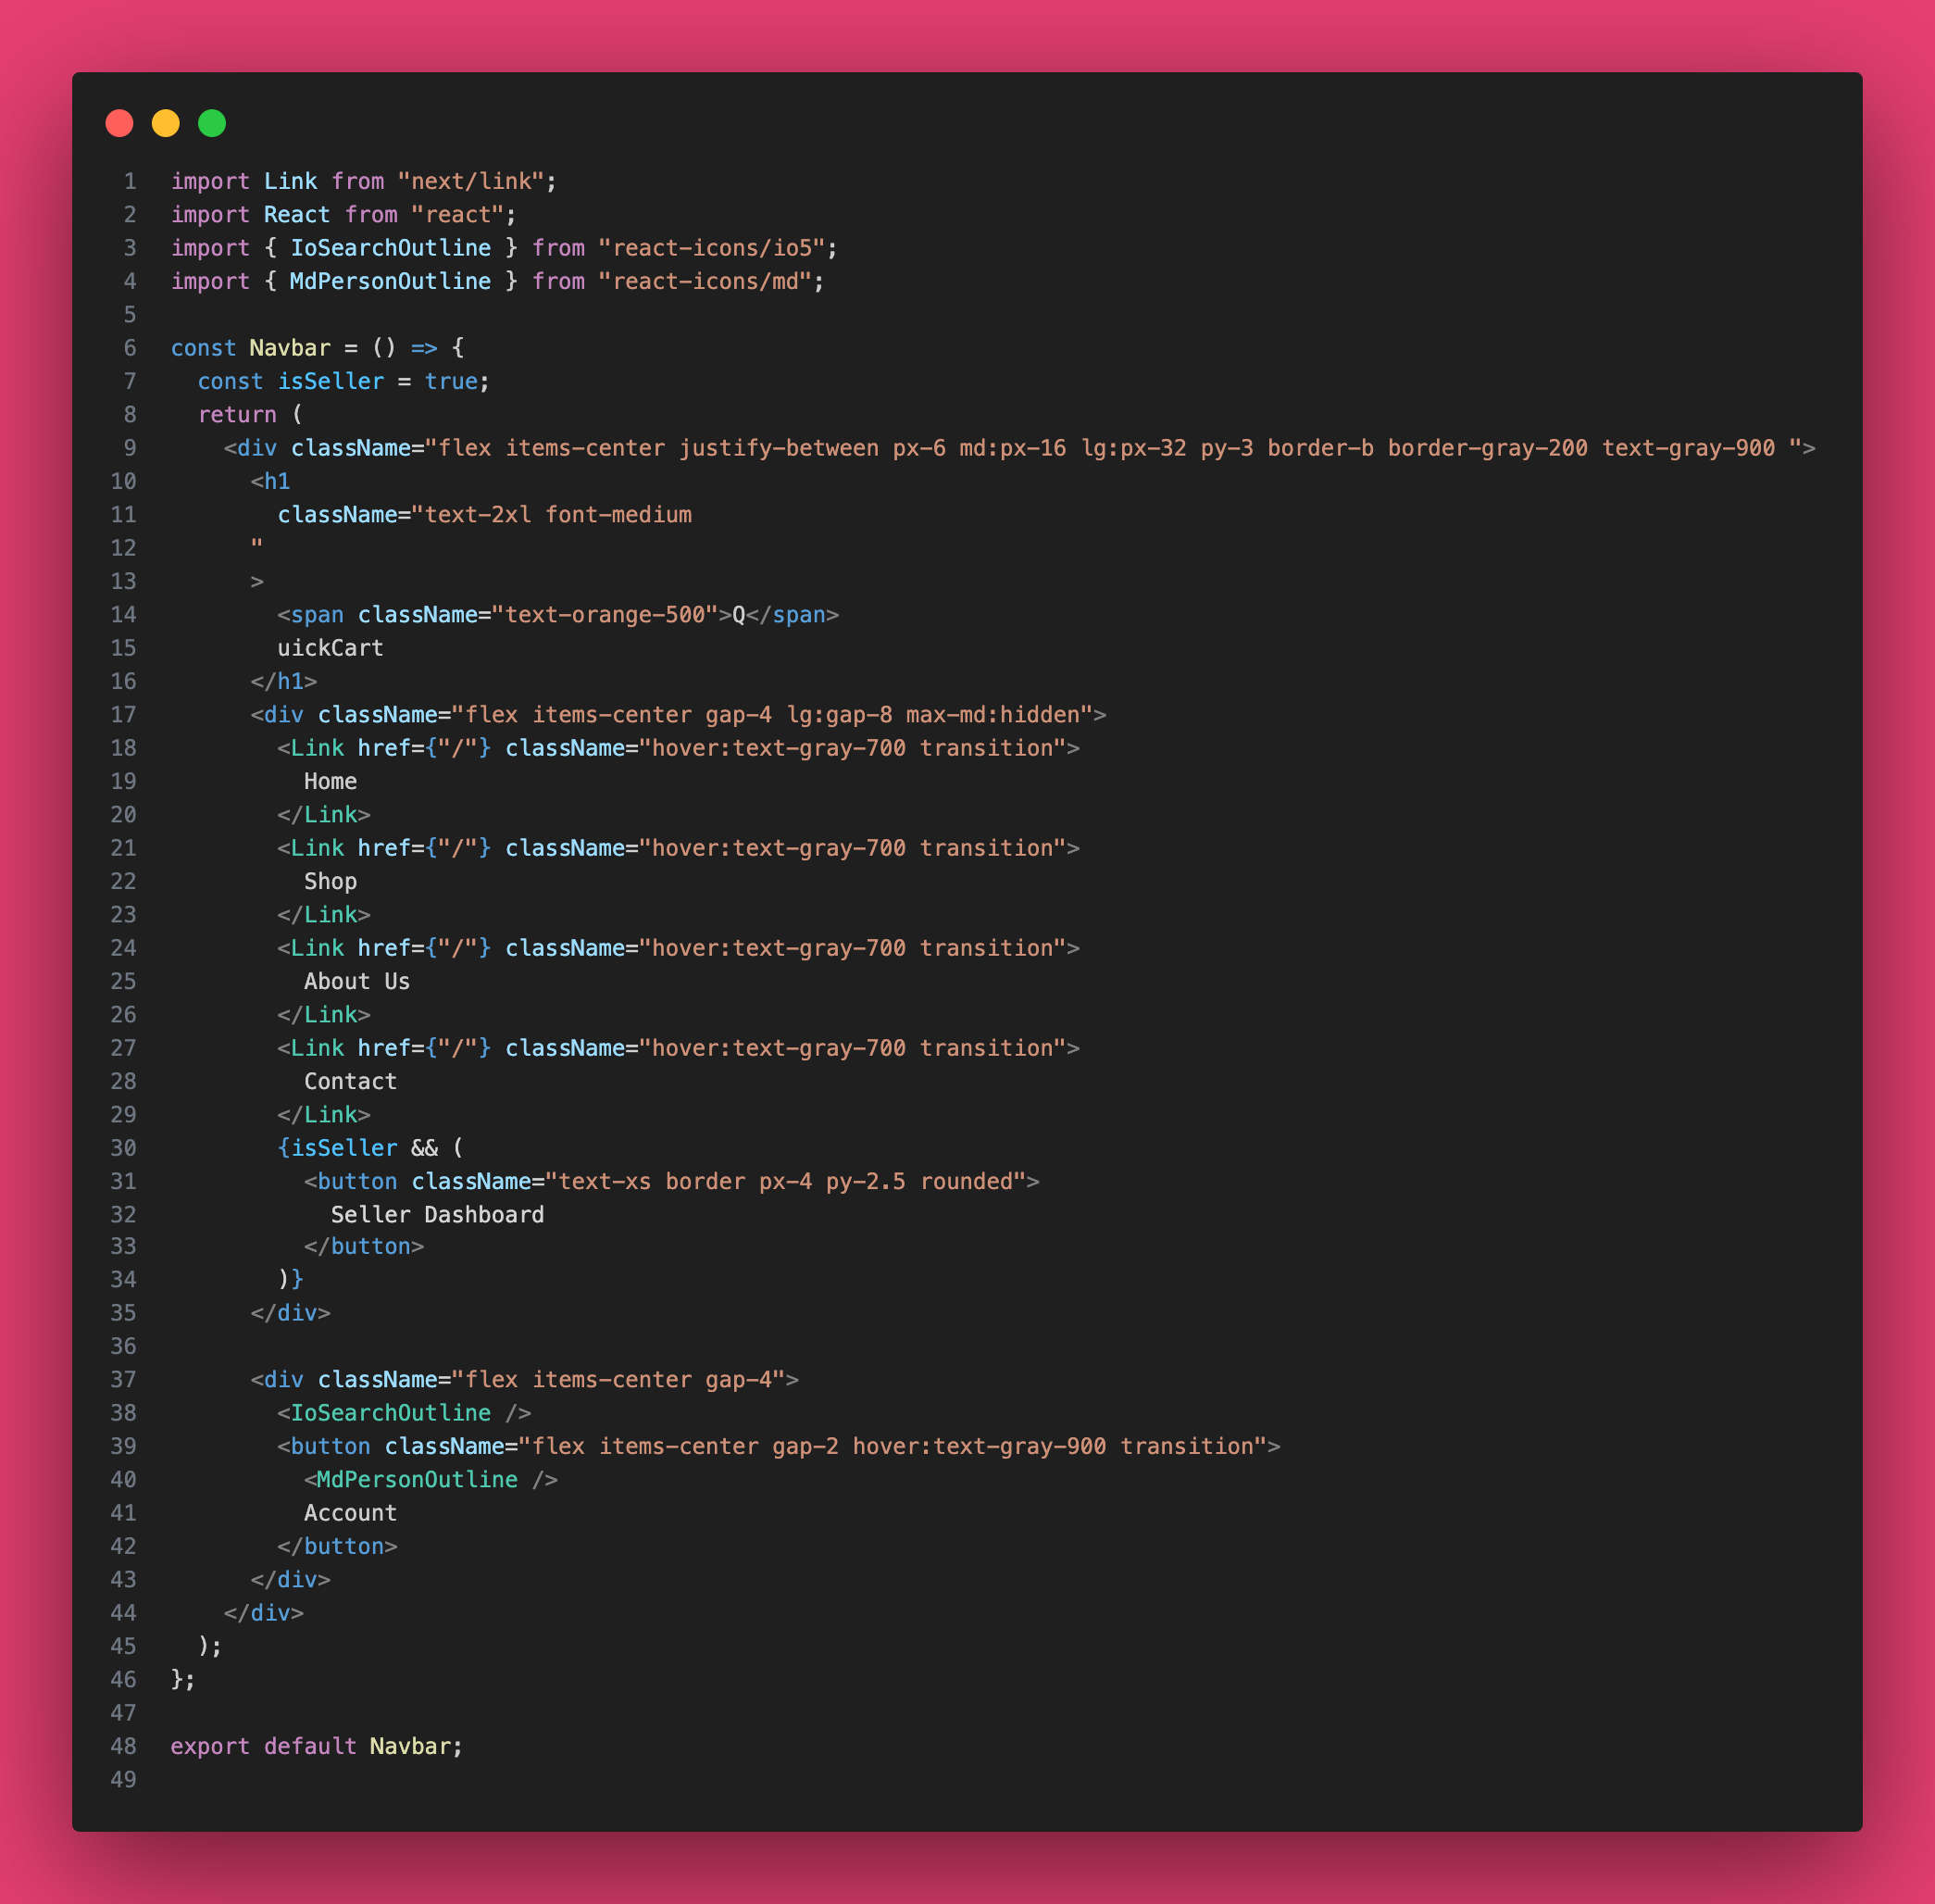 1 import Link from "next/link";
2 import React from "react";
3 import { IoSearchOutline } from "react-icons/io5";
4 import { MdPersonOutline } from "react-icons/md";
5
6 const Navbar = () => {
7   const isSeller = true;
8   return (
9     <div className="flex items-center justify-between px-6 md:px-16 lg:px-32 py-3 border-b border-gray-200 text-gray-900 ">
10       <h1
11         className="text-2xl font-medium
12       "
13       >
14         <span className="text-orange-500">Q</span>
15         uickCart
16       </h1>
17       <div className="flex items-center gap-4 lg:gap-8 max-md:hidden">
18         <Link href={"/"} className="hover:text-gray-700 transition">
19           Home
20         </Link>
21         <Link href={"/"} className="hover:text-gray-700 transition">
22           Shop
23         </Link>
24         <Link href={"/"} className="hover:text-gray-700 transition">
25           About Us
26         </Link>
27         <Link href={"/"} className="hover:text-gray-700 transition">
28           Contact
29         </Link>
30         {isSeller && (
31           <button className="text-xs border px-4 py-2.5 rounded">
32             Seller Dashboard
33           </button>
34         )}
35       </div>
36
37       <div className="flex items-center gap-4">
38         <IoSearchOutline />
39         <button className="flex items-center gap-2 hover:text-gray-900 transition">
40           <MdPersonOutline />
41           Account
42         </button>
43       </div>
44     </div>
45   );
46 };
47
48 export default Navbar;
49